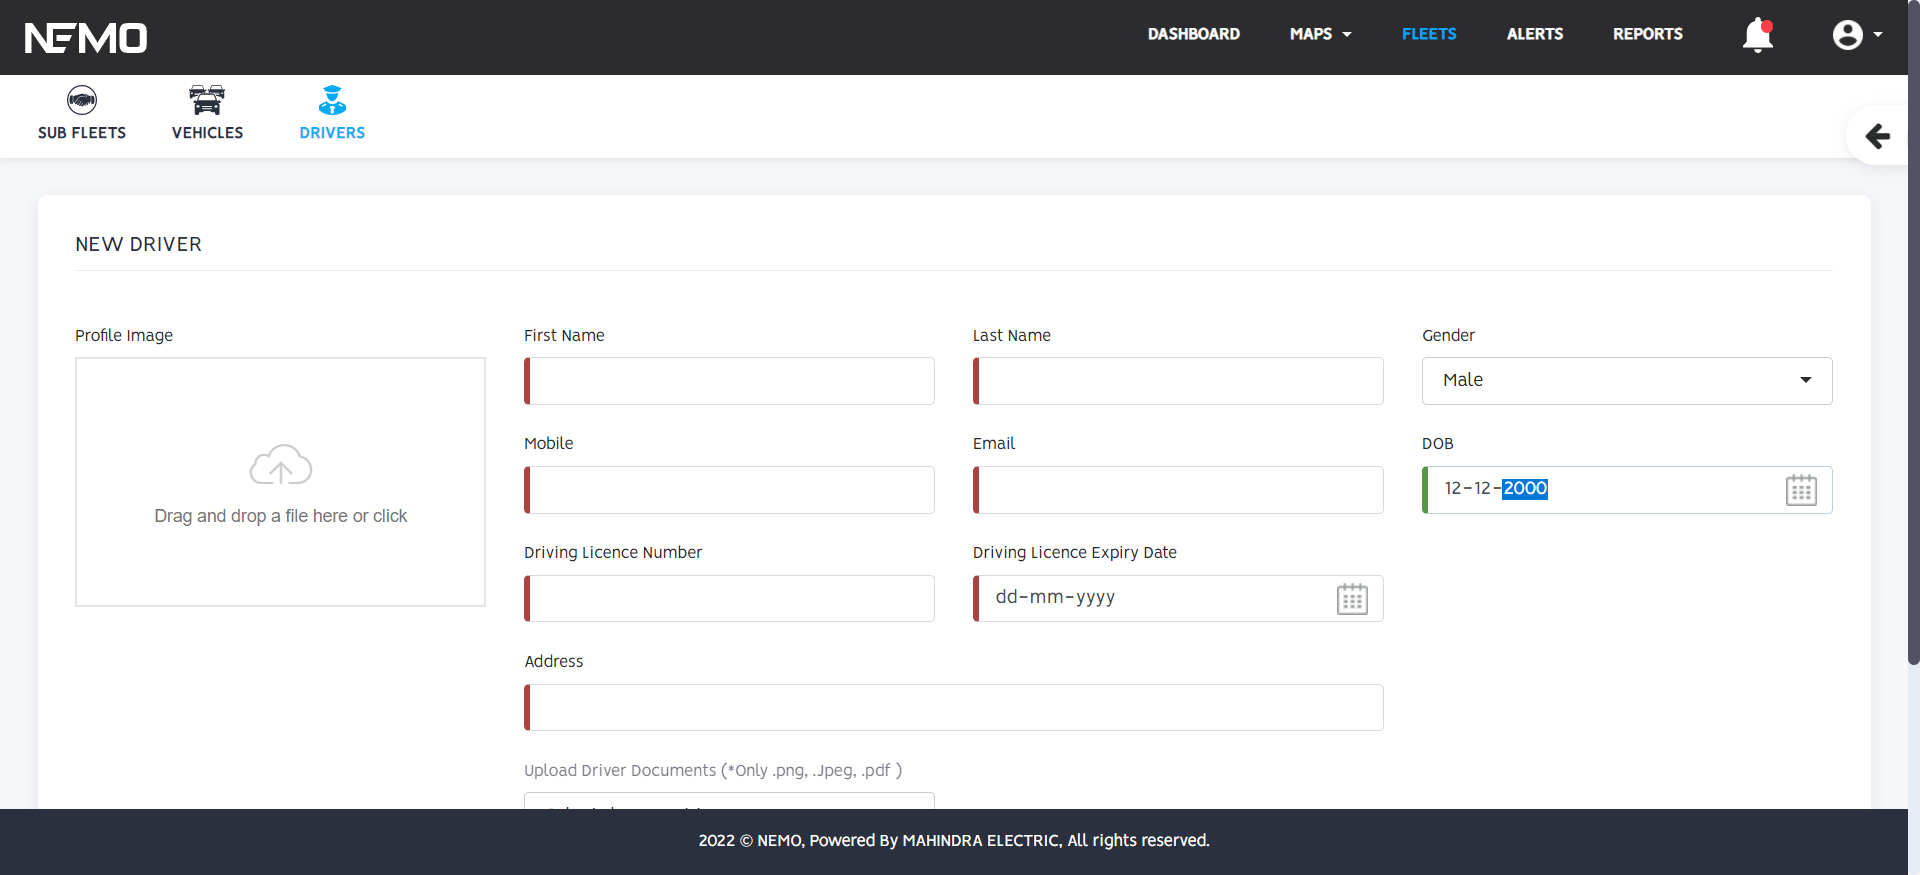 NEMO
DASHBOARD MAPS FLEETS ALERTS REPORTS
SUB FLEETS VEHICLES DRIVERS
NEW DRIVER
Profile Image First Name Last Name Gender
Male
Mobile Email DOB
12-12-2000
Drag and drop a file here or click
Driving Licence Number Driving Licence Expiry Date
dd-mm-yyyy
Address
Upload Driver Documents (*Only .png, .Jpeg, .pdf )
2022 © NEMO, Powered By MAHINDRA ELECTRIC, All rights reserved.